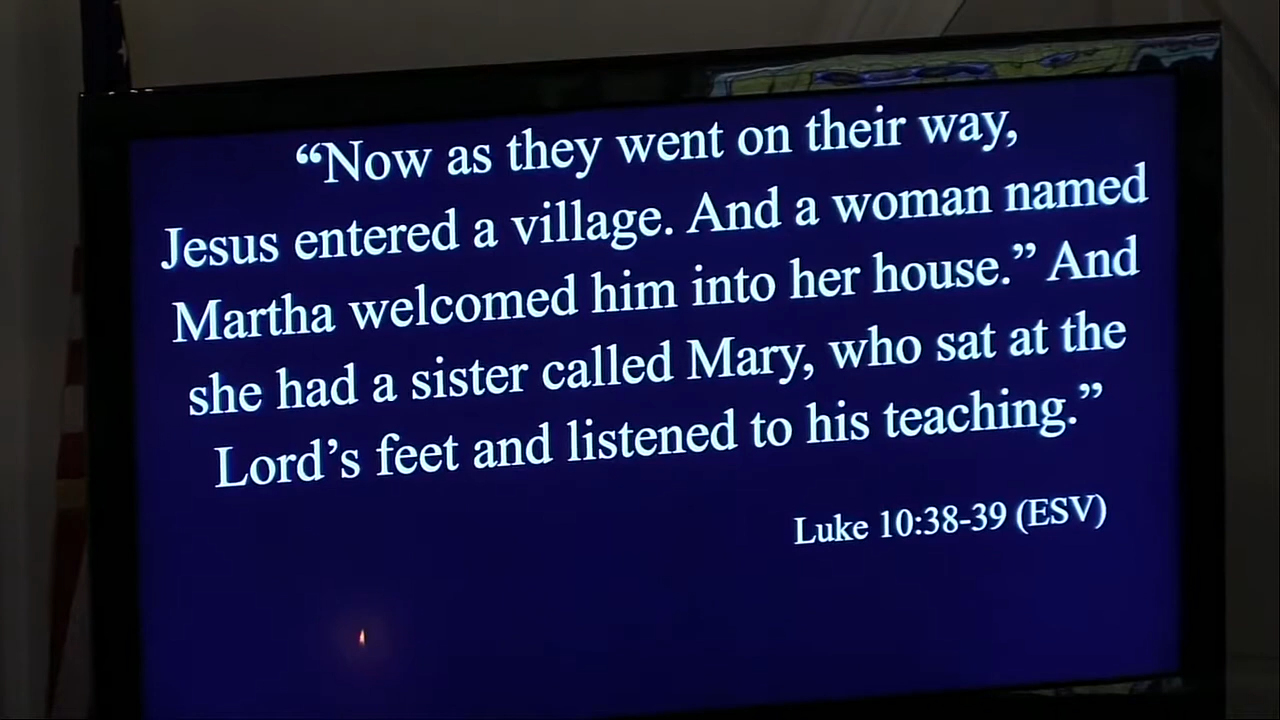 “Now as they went on their way,
Jesus entered a village. And a woman named
Martha welcomed him into her house.” And
she had a sister called Mary, who sat at the
Lord’s feet and listened to his teaching.”
Luke 10:38-39 (ESV)